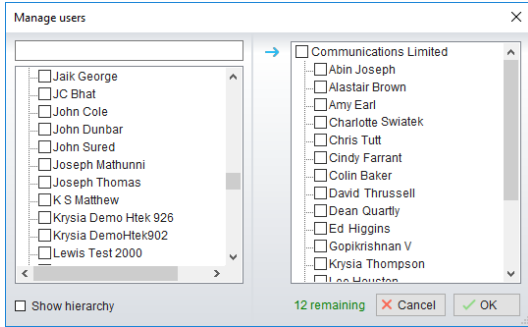 Manage users
Jaik George
JC Bhat
John Cole
John Dunbar
John Sured
Joseph Mathunni
Joseph Thomas
K S Matthew
Krysia Demo Htek 926
Krysia DemoHtek902
Lewis Test 2000
Show hierarchy
Communications Limited
Abin Joseph
Alastair Brown
Amy Earl
Charlotte Swiatek
Chris Tutt
Cindy Farrant
Colin Baker
David Thrussell
Dean Quartly
Ed Higgins
Gopikrishnan V
Krysia Thompson
Lee Houston
12 remaining
Cancel
OK